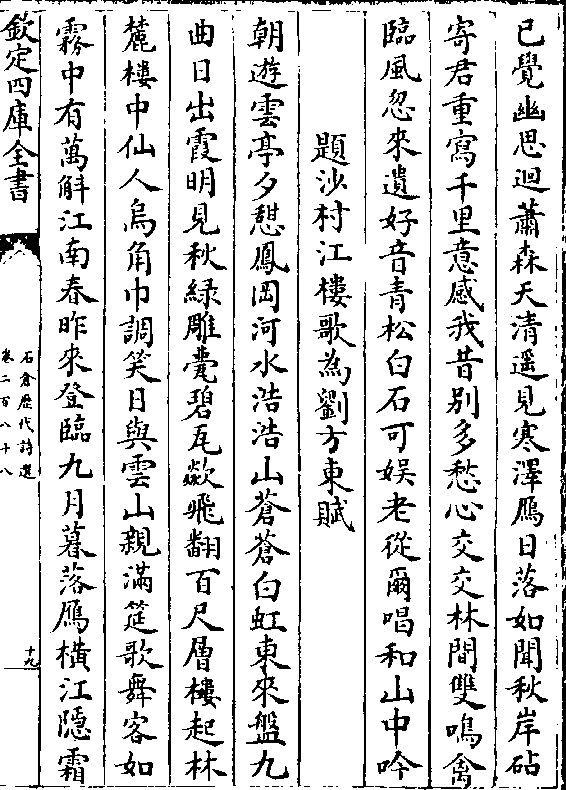 已覺幽思迴蕭森天清遥見寒澤鴈日落如聞秋岸砧
寄君重寫千里意感我昔别多愁心交交林間雙鳴禽
臨風忽來遺好音青松白石可娱老從爾唱和山中吟
題沙村江樓歌為劉方東賦
朝遊雲亭夕憇鳳岡河水浩浩山蒼蒼白虹東來盤九
曲日出霞明見秋緑雕甍碧瓦歘飛翻百尺層樓起林
麓樓中仙人烏角巾調笑日與雲山親滿筵歌舞客如
霧中有萬斛江南春昨來登臨九月暮落鴈横江隱霜
欽定四庫全書
石倉歷代詩選
卷二百八十八
十九